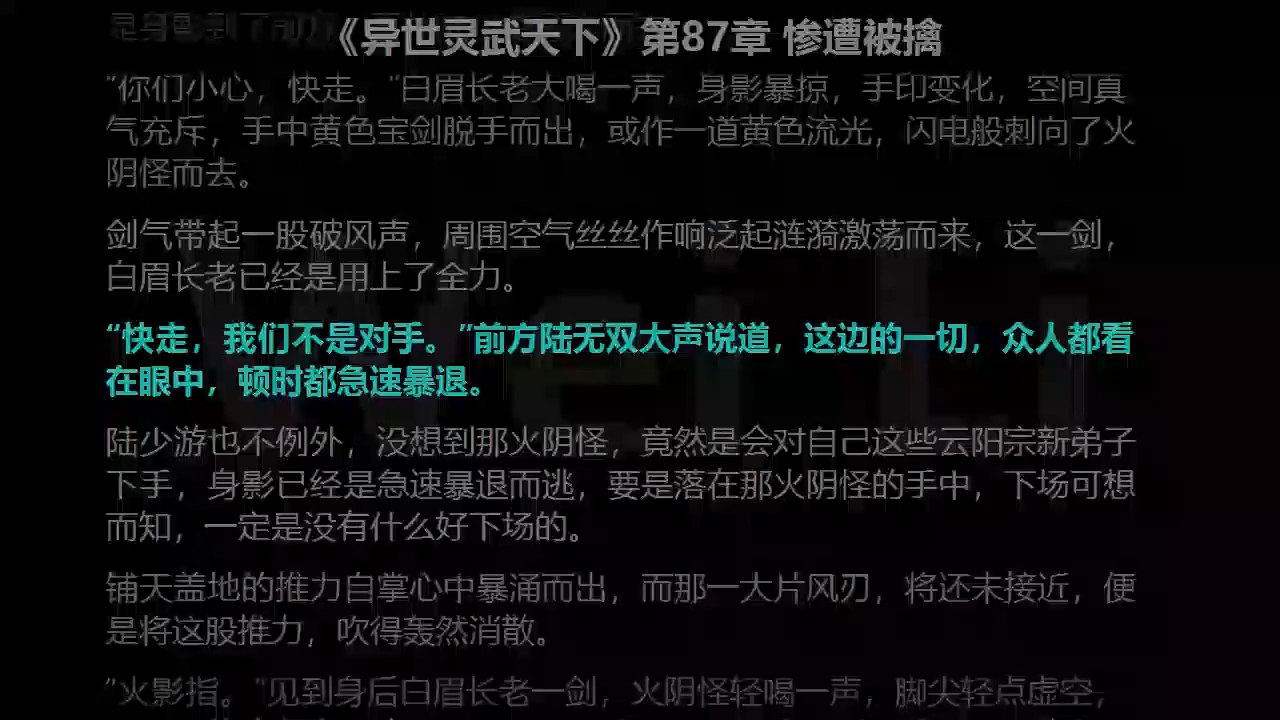 《异世灵武天下》第87章 惨遭被擒
“你们小心，快走。”白眉长老大喝一声，身影暴掠，手印变化，空间真
气充斥，手中黄色宝剑脱手而出，或作一道黄色流光，闪电般刺向了火
阴怪而去。
剑气带起一股破风声，周围空气丝丝作响泛起涟漪激荡而来，这一剑，
白眉长老已经是用上了全力。
“快走，我们不是对手。”前方陆无双大声说道，这边的一切，众人都看
在眼中，顿时都急速暴退。
陆少游也不例外，没想到那火阴怪，竟然是会对自己这些云阳宗新弟子
下手，身影已经是急速暴退而逃，要是落在那火阴怪的手中，下场可想
而知，一定是没有什么好下场的。
铺天盖地的推力自掌心中暴涌而出，而那一大片风刃，将还未接近，便
是将这股推力，吹得轰然消散。
“火影指。”见到身后白眉长老一剑，火阴怪轻喝一声，脚尖轻点虚空，
Wei Li